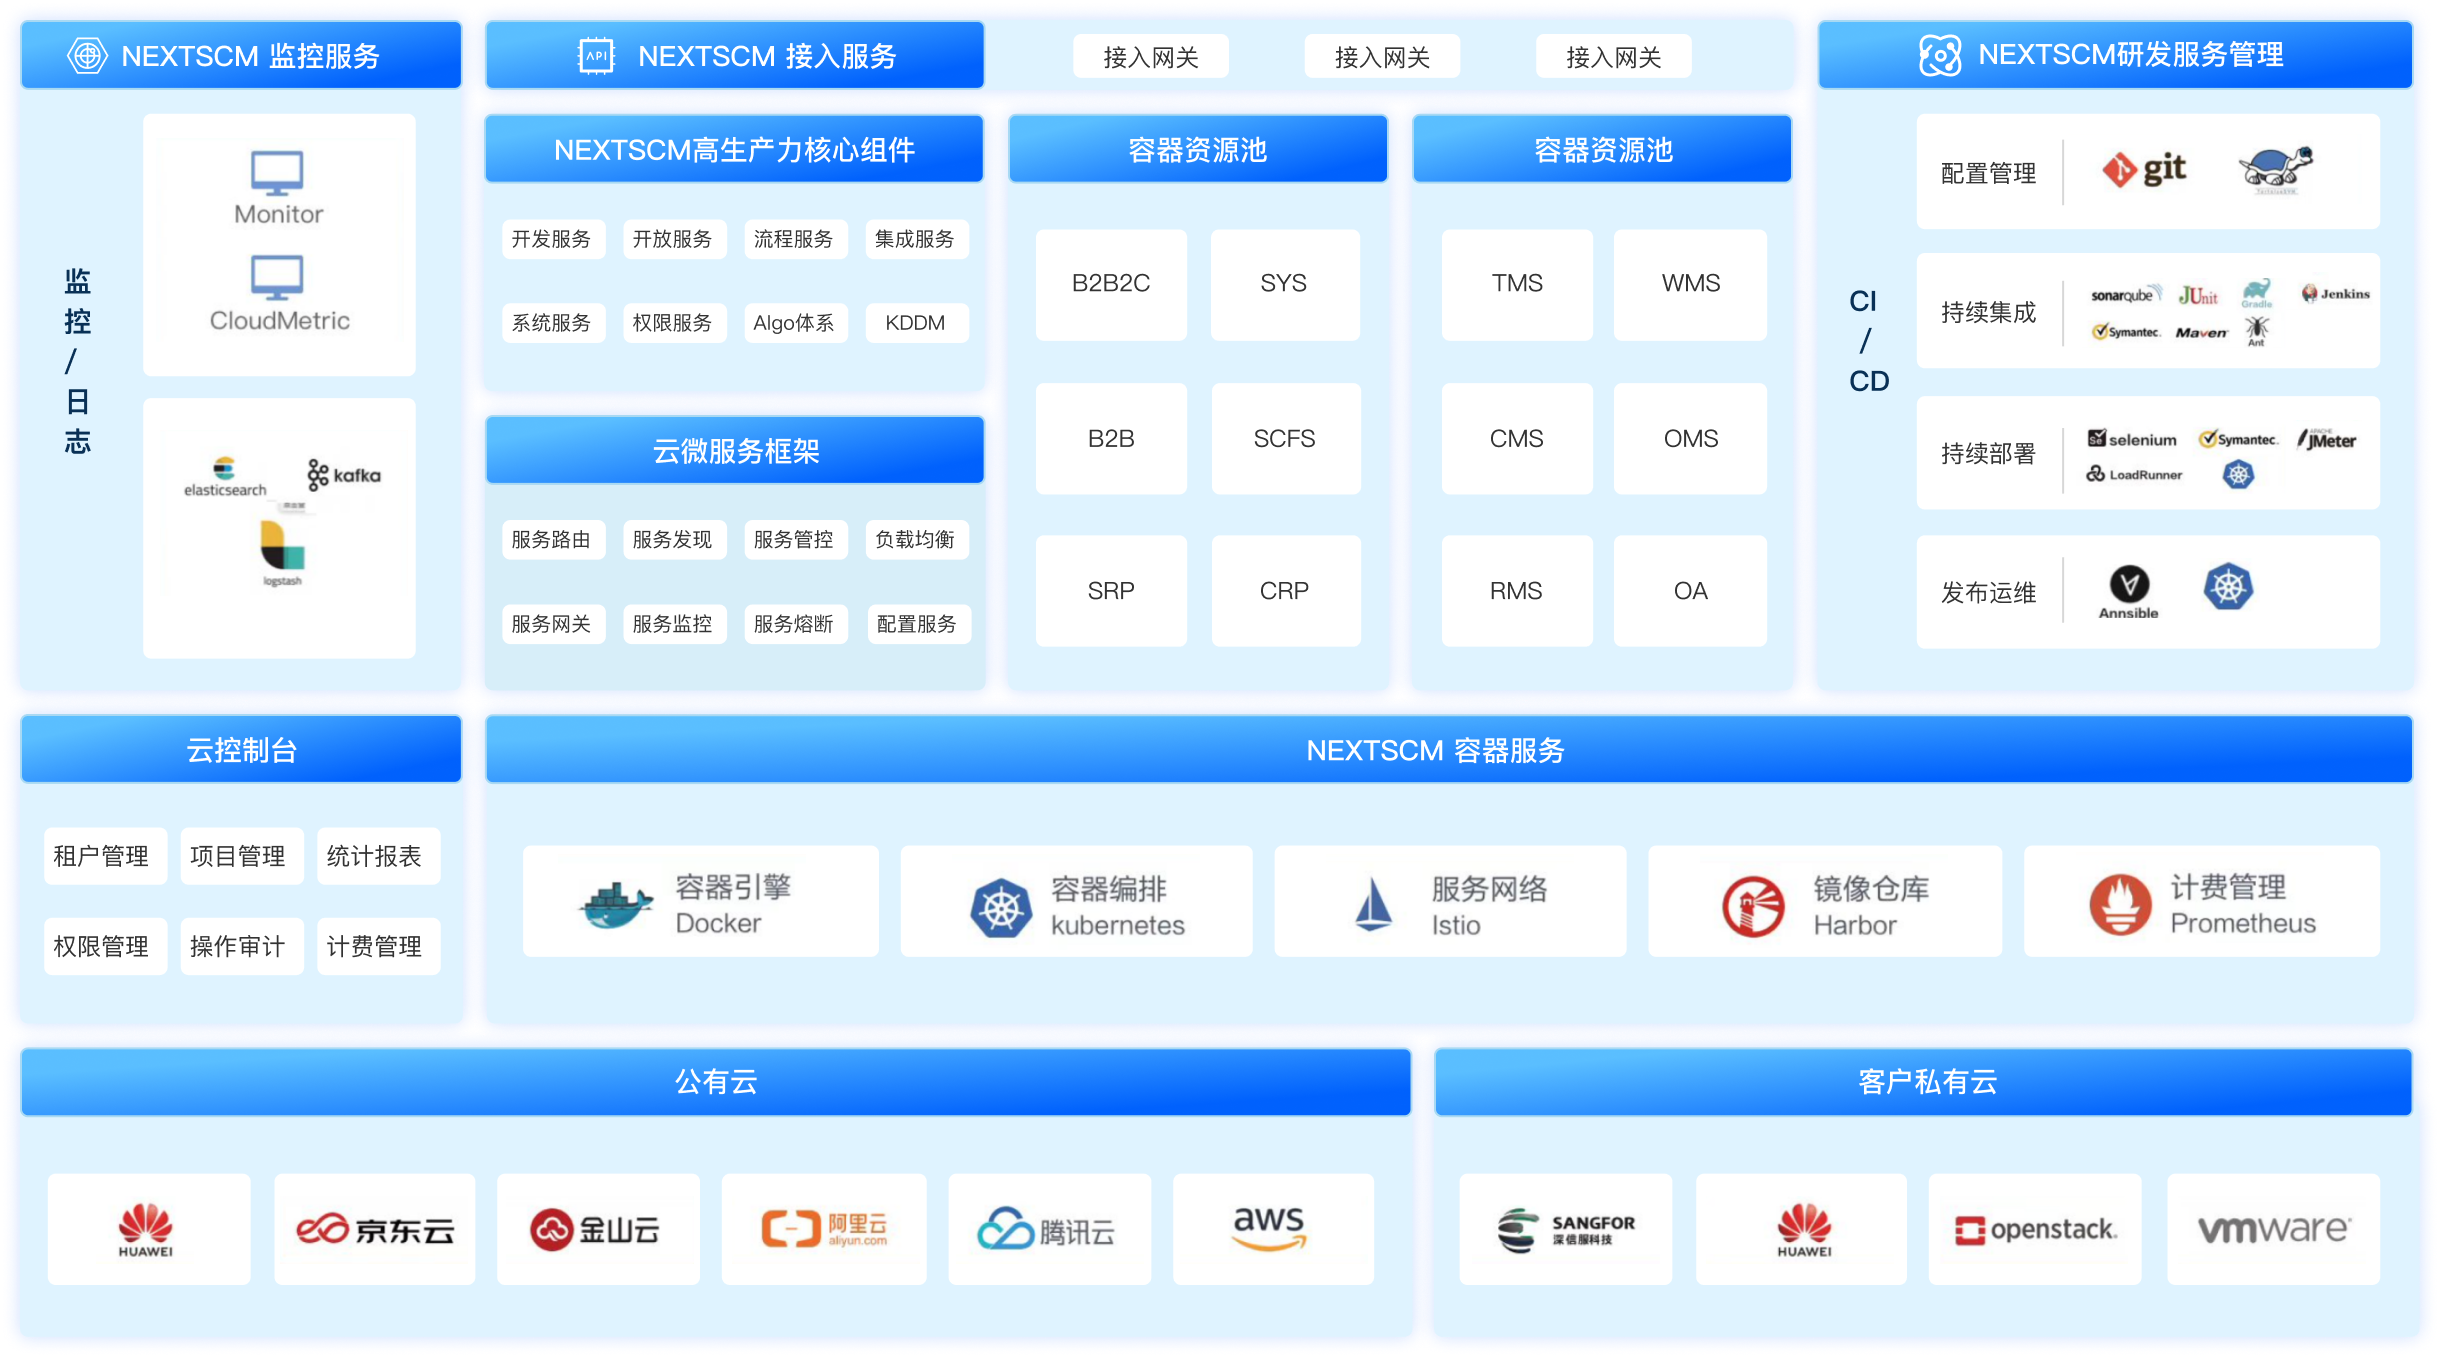 NEXTSCM 监控服务
监控/日志
Monitor
CloudMetric
elasticsearch
kafka
logstash
API
NEXTSCM 接入服务
接入网关 接入网关 接入网关
NEXTSCM高生产力核心组件
开发服务 开放服务 流程服务 集成服务
系统服务 权限服务 Algo体系 KDDM
云微服务框架
服务路由 服务发现 服务管控 负载均衡
服务网关 服务监控 服务熔断 配置服务
容器资源池
B2B2C SYS
B2B SCFS
SRP CRP
容器资源池
TMS WMS
CMS OMS
RMS OA
NEXTSCM研发服务管理
CI
/
CD
配置管理
git
持续集成
sonarqube JUnit Gradle Jenkins
Symantec. Maven Ant
持续部署
Se selenium Symantec. APACHE JMeter
LoadRunner
发布运维
Annsible
云控制台
租户管理 项目管理 统计报表
权限管理 操作审计 计费管理
NEXTSCM 容器服务
容器引擎
Docker
容器编排
kubernetes
服务网络
Istio
镜像仓库
Harbor
计费管理
Prometheus
公有云
HUAWEI
京东云
金山云
阿里云
aliyun.com
腾讯云
aws
客户私有云
SANGFOR
深信服科技
HUAWEI
openstack.
vmware